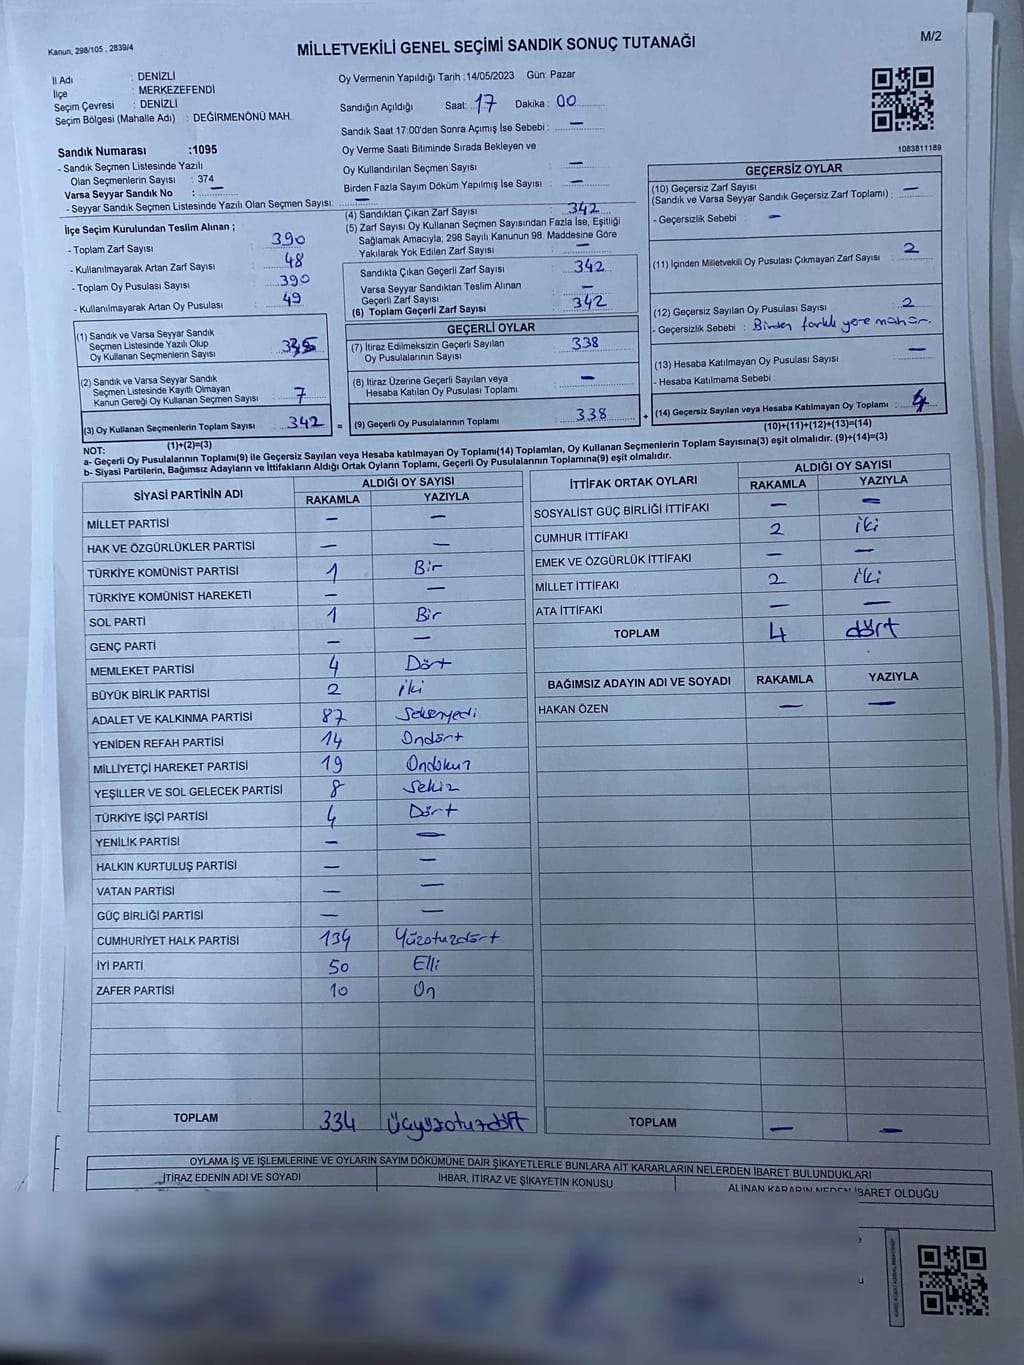 Kanun; 298/105 , 2839/4
MİLLETVEKİLİ GENEL SEÇİMİ SANDIK SONUÇ TUTANAĞI
M/2
İl Adı : DENİZLİ
İlçe : MERKEZEFENDİ
Seçim Çevresi : DENİZLİ
Seçim Bölgesi (Mahalle Adı) : DEĞİRMENÖNÜ MAH.
Sandık Numarası :1095
- Sandık Seçmen Listesinde Yazılı
Olan Seçmenlerin Sayısı : 374
Varsa Seyyar Sandık No : —
- Seyyar Sandık Seçmen Listesinde Yazılı Olan Seçmen Sayısı: —
Oy Vermenin Yapıldığı Tarih :14/05/2023 Gün: Pazar
Sandığın Açıldığı Saat: 17 Dakika : 00
Sandık Saat 17:00'den Sonra Açımış İse Sebebi : —
Oy Verme Saati Bitiminde Sırada Bekleyen ve
Oy Kullandırılan Seçmen Sayısı —
Birden Fazla Sayım Döküm Yapılmış İse Sayısı —
1083811189
İlçe Seçim Kurulundan Teslim Alınan ;
- Toplam Zarf Sayısı 390
- Kullanılmayarak Artan Zarf Sayısı 48
- Toplam Oy Pusulası Sayısı 390
- Kullanılmayarak Artan Oy Pusulası 49
(1) Sandık ve Varsa Seyyar Sandık
Seçmen Listesinde Yazılı Olup
Oy Kullanan Seçmenlerin Sayısı : 335
(2) Sandık ve Varsa Seyyar Sandık
Seçmen Listesinde Kayıtlı Olmayan
Kanun Gereği Oy Kullanan Seçmen Sayısı : 7
(3) Oy Kullanan Seçmenlerin Toplam Sayısı : 342 =
(1)+(2)=(3)
(4) Sandıktan Çıkan Zarf Sayısı 342
(5) Zarf Sayısı Oy Kullanan Seçmen Sayısından Fazla İse, Eşitliği
Sağlamak Amacıyla; 298 Sayılı Kanunun 98. Maddesine Göre
Yakılarak Yok Edilen Zarf Sayısı —
Sandıkta Çıkan Geçerli Zarf Sayısı 342
Varsa Seyyar Sandıktan Teslim Alınan
Geçerli Zarf Sayısı —
(6) Toplam Geçerli Zarf Sayısı 342
GEÇERLİ OYLAR
(7) İtiraz Edilmeksizin Geçerli Sayılan
Oy Pusulalarının Sayısı 338
(8) İtiraz Üzerine Geçerli Sayılan veya
Hesaba Katılan Oy Pusulası Toplamı : —
(9) Geçerli Oy Pusulalarının Toplamı 338 +
GEÇERSİZ OYLAR
(10) Geçersiz Zarf Sayısı
(Sandık ve Varsa Seyyar Sandık Geçersiz Zarf Toplamı) : —
- Geçersizlik Sebebi : —
(11) İçinden Milletvekili Oy Pusulası Çıkmayan Zarf Sayısı : 2
(12) Geçersiz Sayılan Oy Pusulası Sayısı 2
- Geçersizlik Sebebi : Birden farklı yere mühür.
(13) Hesaba Katılmayan Oy Pusulası Sayısı —
- Hesaba Katılmama Sebebi :
(14) Geçersiz Sayılan veya Hesaba Katılmayan Oy Toplamı : 4
(10)+(11)+(12)+(13)=(14)
NOT:
a- Geçerli Oy Pusulalarının Toplamı(9) ile Geçersiz Sayılan veya Hesaba katılmayan Oy Toplamı(14) Toplamları, Oy Kullanan Seçmenlerin Toplam Sayısına(3) eşit olmalıdır. (9)+(14)=(3)
b- Siyasi Partilerin, Bağımsız Adayların ve İttifakların Aldığı Ortak Oyların Toplamı, Geçerli Oy Pusulalarının Toplamına(9) eşit olmalıdır.
SİYASİ PARTİNİN ADI ALDIĞI OY SAYISI
RAKAMLA YAZIYLA
MİLLET PARTİSİ — —
HAK VE ÖZGÜRLÜKLER PARTİSİ — —
TÜRKİYE KOMÜNİST PARTİSİ 1 Bir
TÜRKİYE KOMÜNİST HAREKETİ — —
SOL PARTİ 1 Bir
GENÇ PARTİ — —
MEMLEKET PARTİSİ 4 Dört
BÜYÜK BİRLİK PARTİSİ 2 iki
ADALET VE KALKINMA PARTİSİ 87 Seksenyedi
YENİDEN REFAH PARTİSİ 14 Ondört
MİLLİYETÇİ HAREKET PARTİSİ 19 Ondokuz
YEŞİLLER VE SOL GELECEK PARTİSİ 8 Sekiz
TÜRKİYE İŞÇİ PARTİSİ 4 Dört
YENİLİK PARTİSİ — —
HALKIN KURTULUŞ PARTİSİ — —
VATAN PARTİSİ — —
GÜÇ BİRLİĞİ PARTİSİ — —
CUMHURİYET HALK PARTİSİ 134 Yüzotuzdört
İYİ PARTİ 50 Elli
ZAFER PARTİSİ 10 On
TOPLAM 334 Üçyüzotuzdört
İTTİFAK ORTAK OYLARI ALDIĞI OY SAYISI
RAKAMLA YAZIYLA
SOSYALİST GÜÇ BİRLİĞİ İTTİFAKI — —
CUMHUR İTTİFAKI 2 iki
EMEK VE ÖZGÜRLÜK İTTİFAKI — —
MİLLET İTTİFAKI 2 iki
ATA İTTİFAKI — —
TOPLAM 4 dört
BAĞIMSIZ ADAYIN ADI VE SOYADI RAKAMLA YAZIYLA
HAKAN ÖZEN — —
TOPLAM — —
OYLAMA İŞ VE İŞLEMLERİNE VE OYLARIN SAYIM DÖKÜMÜNE DAİR ŞİKAYETLERLE BUNLARA AİT KARARLARIN NELERDEN İBARET BULUNDUKLARI
İTİRAZ EDENİN ADI VE SOYADI İHBAR, İTİRAZ VE ŞİKAYETİN KONUSU ALINAN KARARIN NEDEN İBARET OLDUĞU